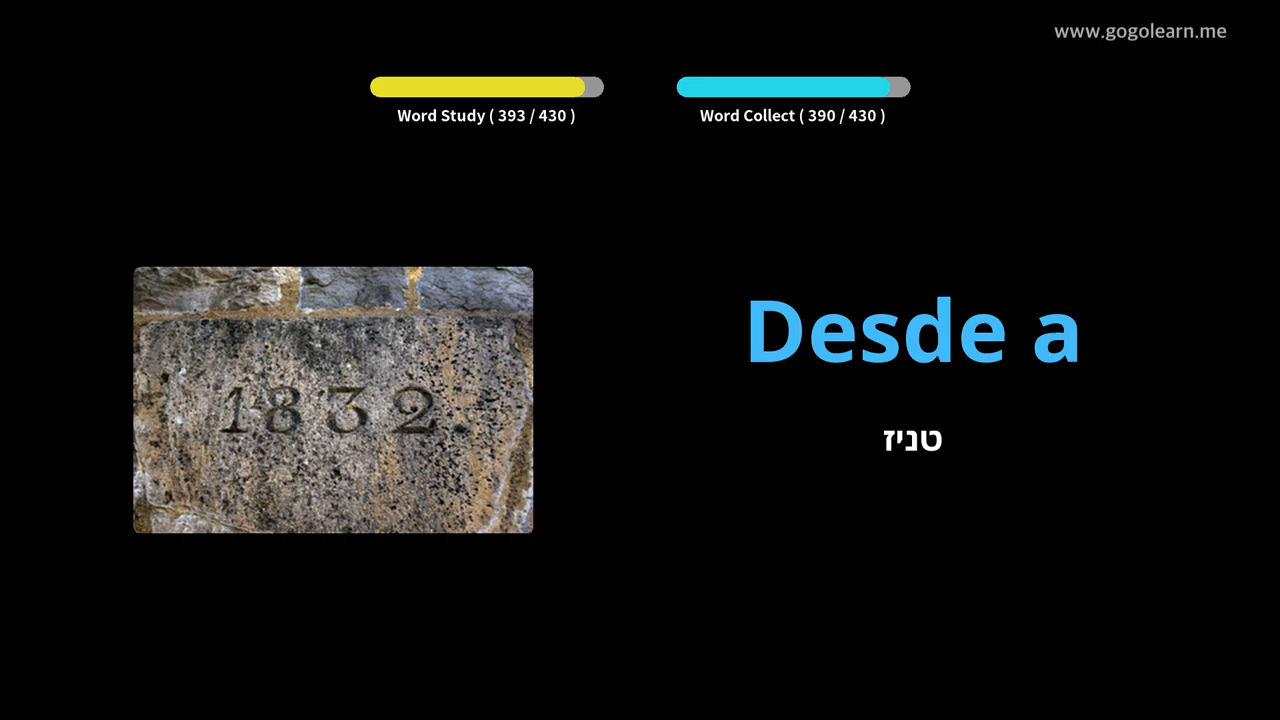 www.gogolearn.me
Word Study ( 393 / 430 )
Word Collect ( 390 / 430 )
1832.
Desde a
טניז